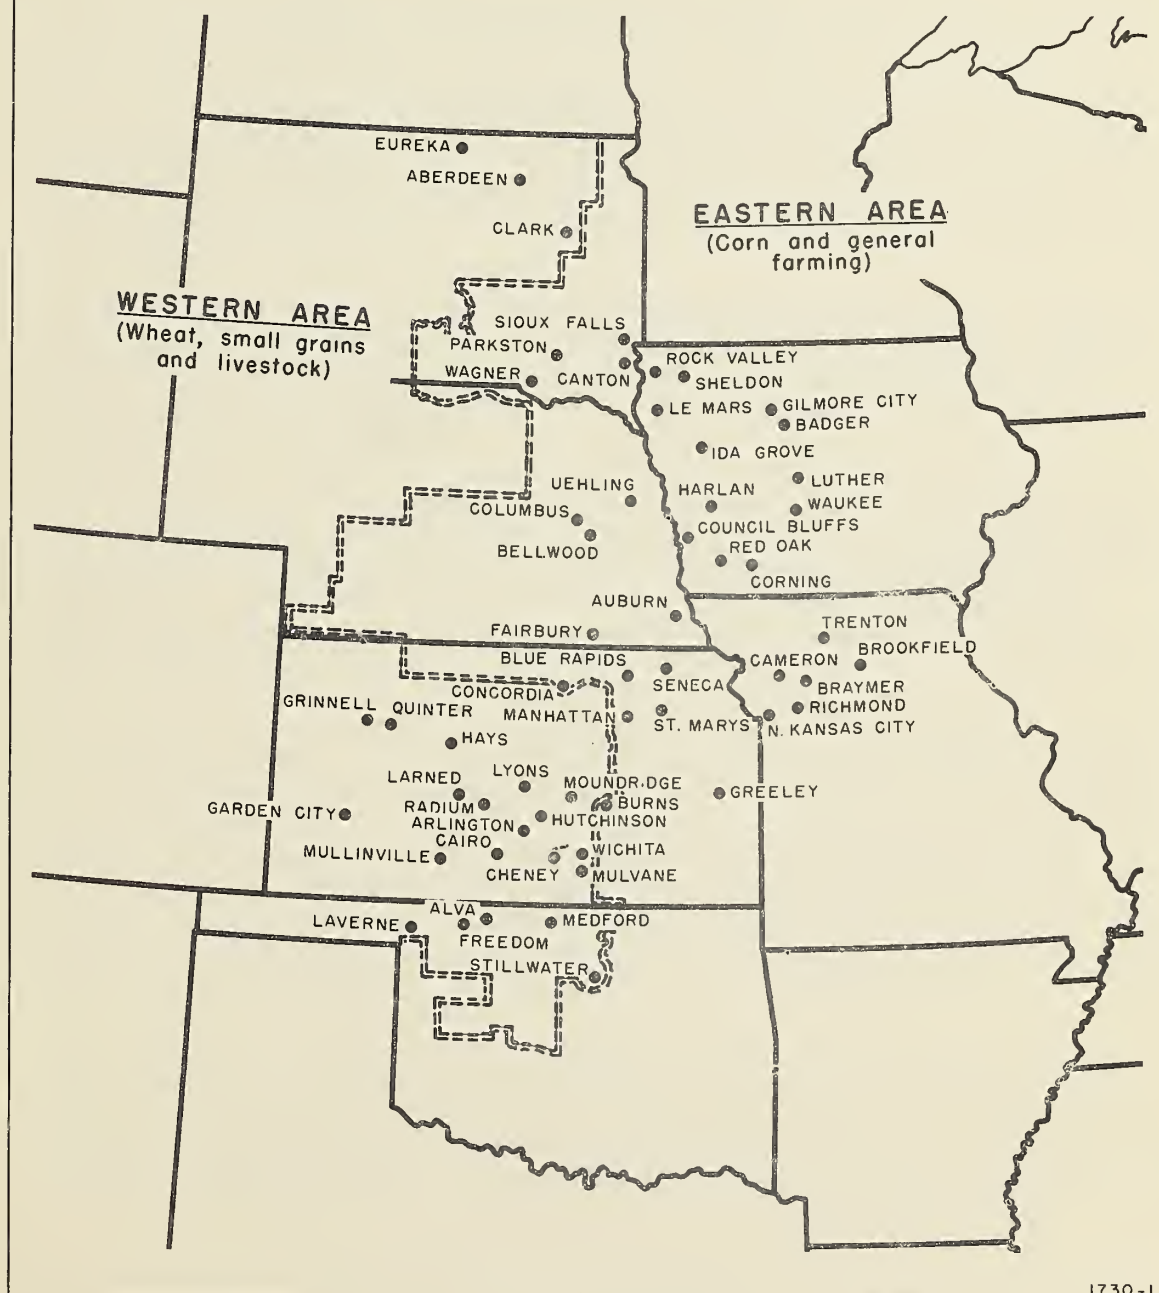 EUREKA
ABERDEEN
CLARK
EASTERN AREA
(Corn and general
farming)
WESTERN AREA
(Wheat, small grains
and livestock)
SIOUX FALLS
PARKSTON
WAGNER
CANTON
ROCK VALLEY
SHELDON
LE MARS
GILMORE CITY
BADGER
IDA GROVE
UEHLING
HARLAN
LUTHER
COLUMBUS
WAUKEE
BELLWOOD
COUNCIL BLUFFS
RED OAK
CORNING
AUBURN
FAIRBURY
TRENTON
BLUE RAPIDS
CAMERON
BROOKFIELD
CONCORDIA
SENECA
BRAYMER
GRINNELL
QUINTER
MANHATTAN
ST. MARYS
RICHMOND
N. KANSAS CITY
HAYS
LARNED
LYONS
MOUNDRIDGE
GREELEY
GARDEN CITY
RADIUM
BURNS
ARLINGTON
HUTCHINSON
CAIRO
MULLINVILLE
WICHITA
CHENEY
MULVANE
LAVERNE
ALVA
MEDFORD
FREEDOM
STILLWATER
1730-1